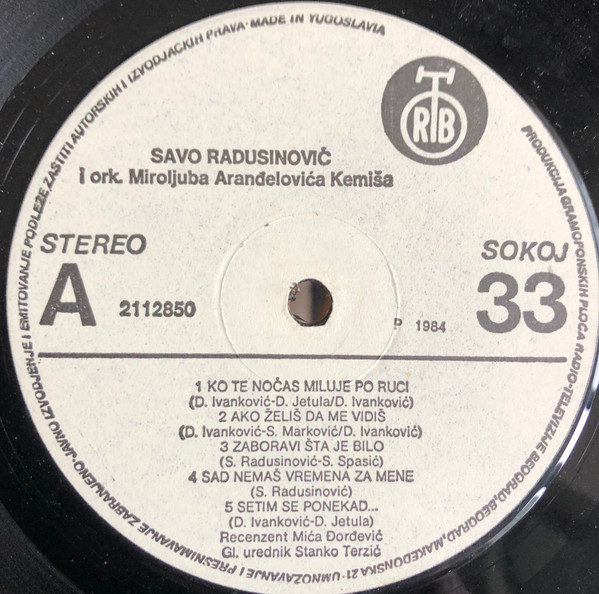 UMNOŽAVANJE I PRESNIMAVANJE ZABRANJENO·JAVNO IZVODJENJE I EMITOVANJE PODLEŽE ZAŠTITI AUTORSKIH I IZVODJAČKIH PRAVA·MADE IN YUGOSLAVIA
PRODUKCIJA GRAMOFONSKIH PLOČA RADIO-TELEVIZIJE BEOGRAD, BEOGRAD, MAKEDONSKA 21
RTB
SAVO RADUSINOVIČ
i ork. Miroljuba Aranđelovića Kemiša
STEREO
SOKOJ
A
2112850
33
P 1984
1 KO TE NOČAS MILUJE PO RUCI
(D. Ivanković-D. Jetula/D. Ivanković)
2 AKO ŽELIŠ DA ME VIDIŠ
(D. Ivanković-S. Marković/D. Ivanković)
3 ZABORAVI ŠTA JE BILO
(S. Radusinović-S. Spasić)
4 SAD NEMAŠ VREMENA ZA MENE
(S. Radusinović)
5 SETIM SE PONEKAD...
(D. Ivanković-D. Jetula)
Recenzent Mića Đorđević
Gl. urednik Stanko Terzić